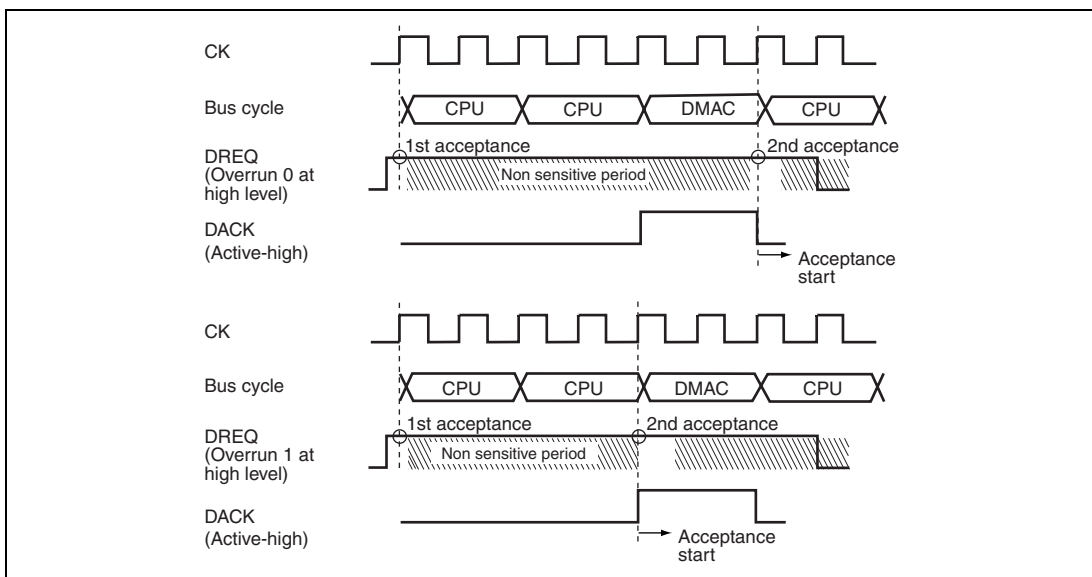 CK
Bus cycle
CPU CPU DMAC CPU
1st acceptance 2nd acceptance
DREQ
(Overrun 0 at
high level)
Non sensitive period
DACK
(Active-high)
Acceptance
start
CK
Bus cycle
CPU CPU DMAC CPU
1st acceptance 2nd acceptance
DREQ
(Overrun 1 at
high level)
Non sensitive period
DACK
(Active-high)
Acceptance
start